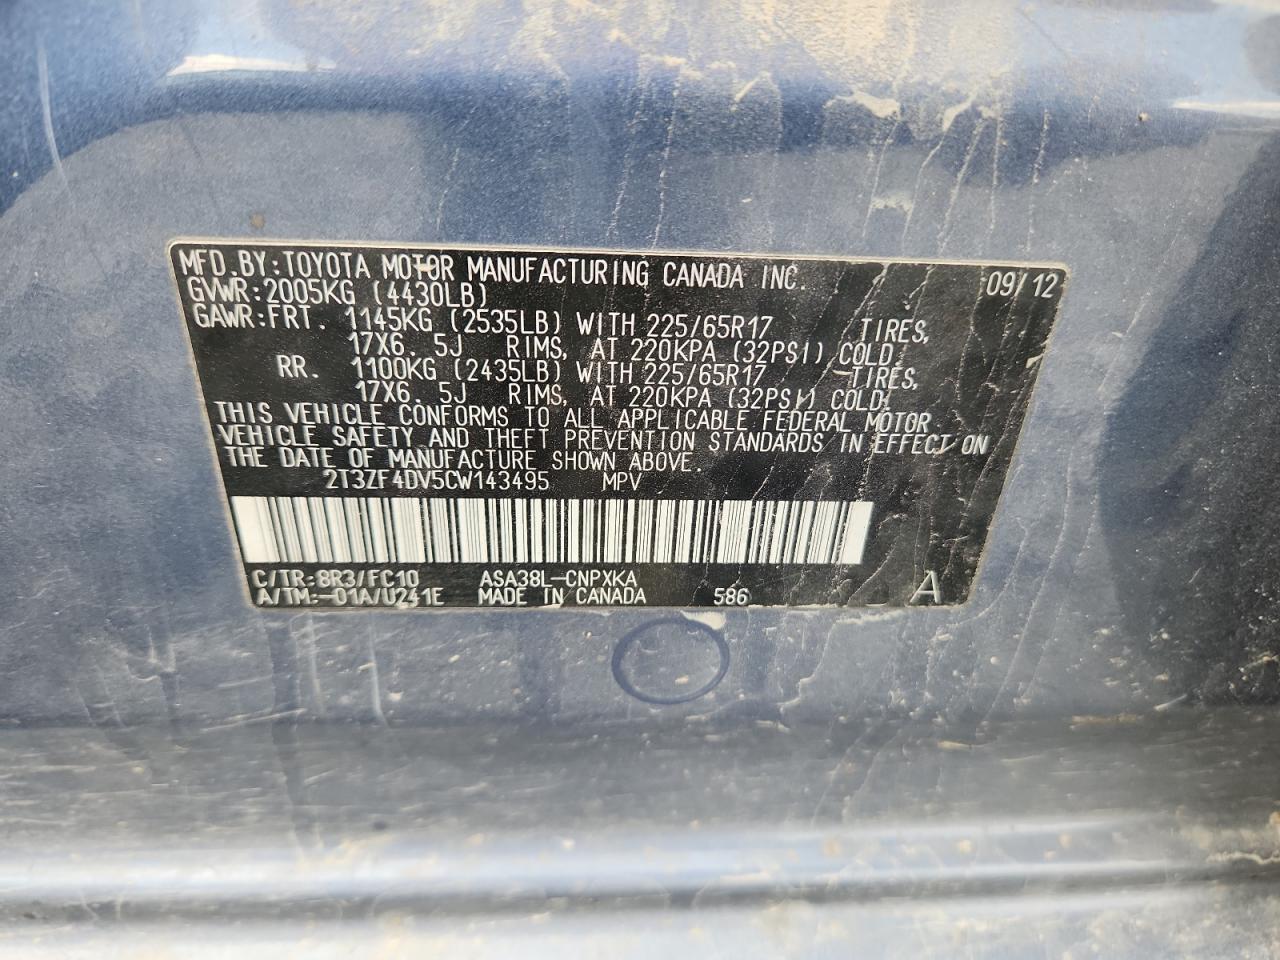 MFD.BY:TOYOTA MOTOR MANUFACTURING CANADA INC. 09/12
GVWR:2005KG (4430LB)
GAWR:FRT. 1145KG (2535LB) WITH 225/65R17 TIRES,
17X6.5J RIMS, AT 220KPA (32PSI) COLD;
RR. 1100KG (2435LB) WITH 225/65R17 TIRES,
17X6.5J RIMS, AT 220KPA (32PSI) COLD;
THIS VEHICLE CONFORMS TO ALL APPLICABLE FEDERAL MOTOR
VEHICLE SAFETY AND THEFT PREVENTION STANDARDS IN EFFECT ON
THE DATE OF MANUFACTURE SHOWN ABOVE.
2T3ZF4DV5CW143495 MPV
C/TR:8R3/FC10 ASA38L-CNPXKA
A/TM:-01A/U241E MADE IN CANADA 586 A